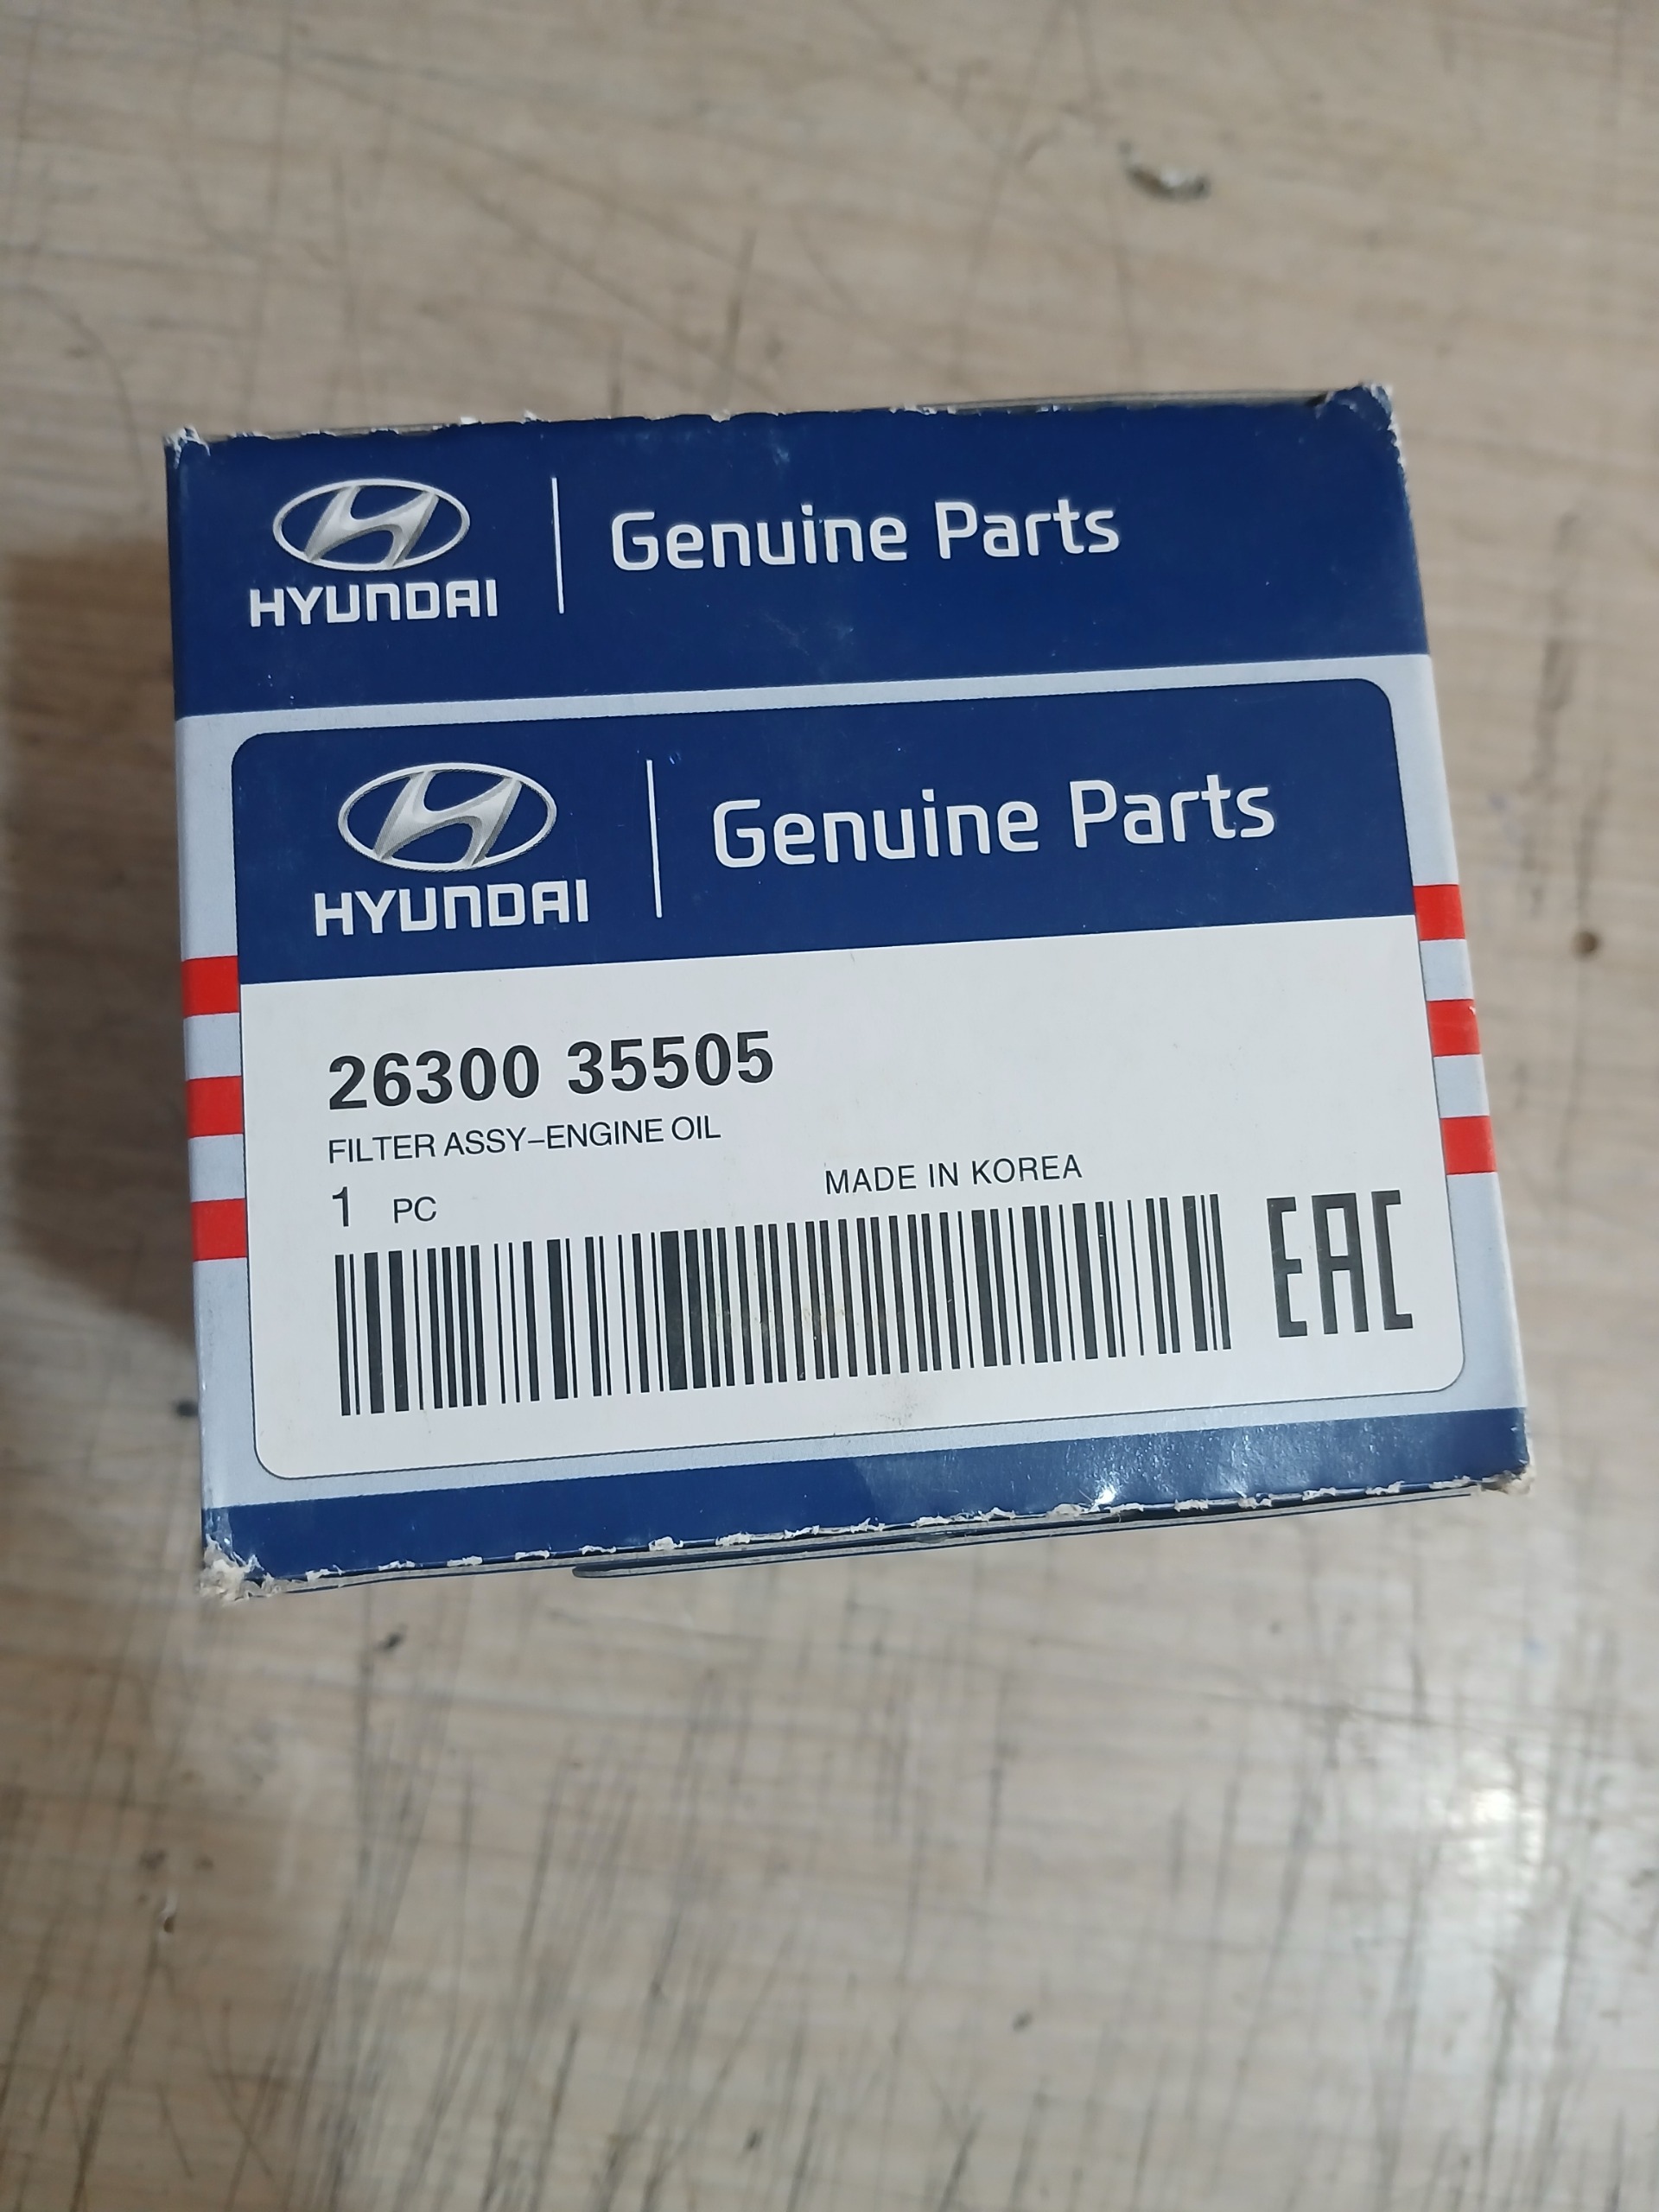 HYUNDAI Genuine Parts
HYUNDAI Genuine Parts
26300 35505
FILTER ASSY-ENGINE OIL
MADE IN KOREA
1 PC
EAC